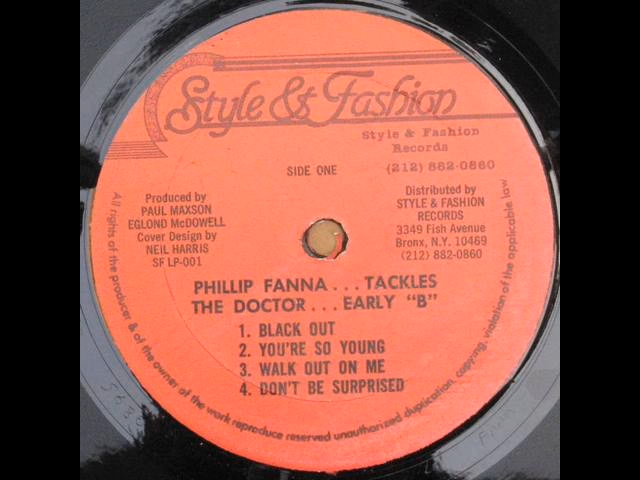 Style & Fashion
Style & Fashion
Records
(212) 882-0860
SIDE ONE
Produced by
PAUL MAXSON
EGLOND McDOWELL
Cover Design by
NEIL HARRIS
SF LP-001
Distributed by
STYLE & FASHION
RECORDS
3349 Fish Avenue
Bronx, N.Y. 10469
(212) 882-0860
PHILLIP FANNA . . . TACKLES
THE DOCTOR . . . EARLY "B"
1. BLACK OUT
2. YOU'RE SO YOUNG
3. WALK OUT ON ME
4. DON'T BE SURPRISED
All rights of the producer & of the owner of the work reproduce reserved unauthorized duplication, copying, violation of the applicable law